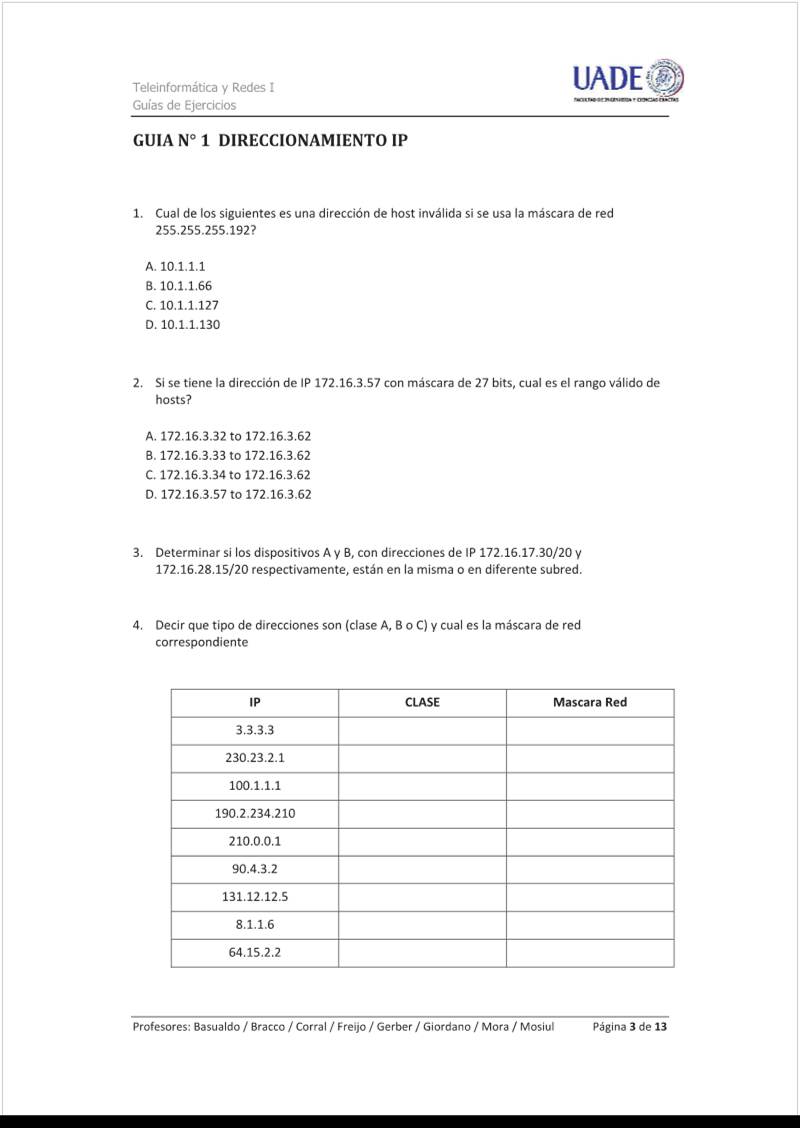 Teleinformática y Redes I
Guías de Ejercicios
UADE
FACULTAD DE INGENIERÍA Y CIENCIAS EXACTAS
GUIA N° 1 DIRECCIONAMIENTO IP
1. Cual de los siguientes es una dirección de host inválida si se usa la máscara de red
255.255.255.192?
A. 10.1.1.1
B. 10.1.1.66
C. 10.1.1.127
D. 10.1.1.130
2. Si se tiene la dirección de IP 172.16.3.57 con máscara de 27 bits, cual es el rango válido de
hosts?
A. 172.16.3.32 to 172.16.3.62
B. 172.16.3.33 to 172.16.3.62
C. 172.16.3.34 to 172.16.3.62
D. 172.16.3.57 to 172.16.3.62
3. Determinar si los dispositivos A y B, con direcciones de IP 172.16.17.30/20 y
172.16.28.15/20 respectivamente, están en la misma o en diferente subred.
4. Decir que tipo de direcciones son (clase A, B o C) y cual es la máscara de red
correspondiente
IP CLASE Mascara Red
3.3.3.3
230.23.2.1
100.1.1.1
190.2.234.210
210.0.0.1
90.4.3.2
131.12.12.5
8.1.1.6
64.15.2.2
Profesores: Basualdo / Bracco / Corral / Freijo / Gerber / Giordano / Mora / Mosiul Página 3 de 13